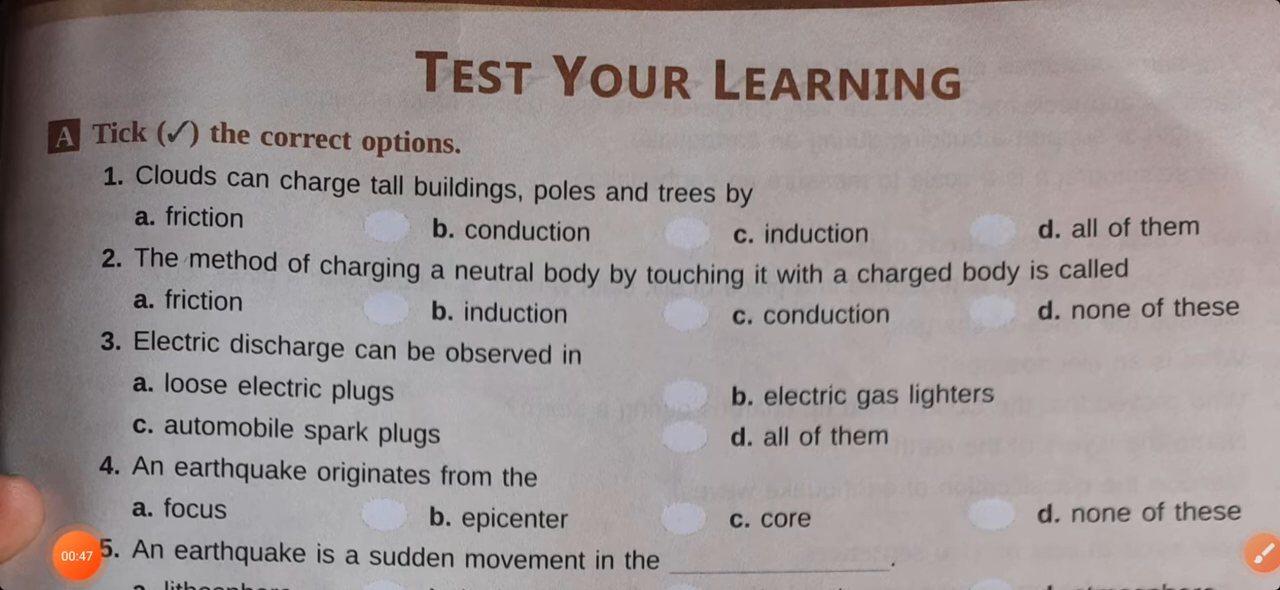 TEST YOUR LEARNING
A Tick (✓) the correct options.
1. Clouds can charge tall buildings, poles and trees by
a. friction b. conduction c. induction d. all of them
2. The method of charging a neutral body by touching it with a charged body is called
a. friction b. induction c. conduction d. none of these
3. Electric discharge can be observed in
a. loose electric plugs b. electric gas lighters
c. automobile spark plugs d. all of them
4. An earthquake originates from the
a. focus b. epicenter c. core d. none of these
00:47 5. An earthquake is a sudden movement in the ____________.